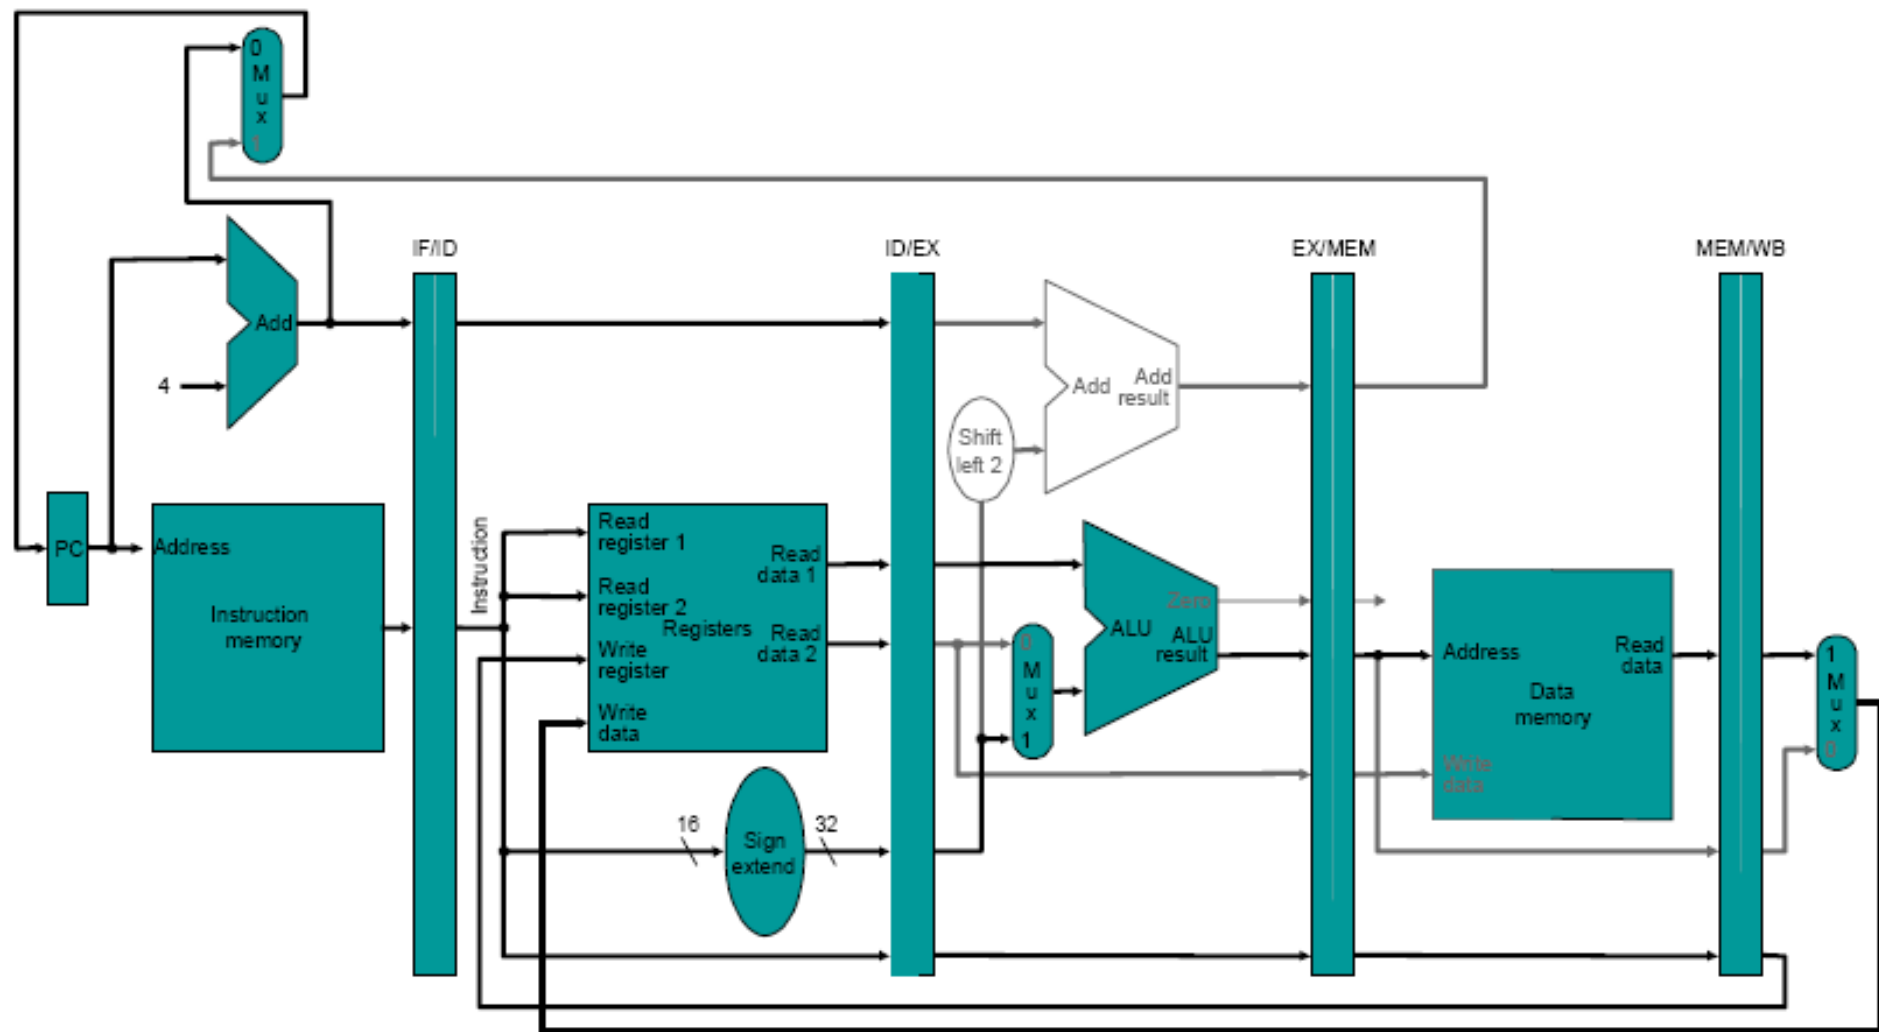 0
M
u
x
1
IF/ID
ID/EX
EX/MEM
MEM/WB
Add
4
Add
Add
result
Shift
left 2
PC
Address
Instruction
memory
Instruction
Read
register 1
Read
register 2
Write
register
Write
data
Registers
Read
data 1
Read
data 2
16
Sign
extend
32
0
M
u
x
1
Zero
ALU
ALU
result
Address
Read
data
Data
memory
Write
data
1
M
u
x
0